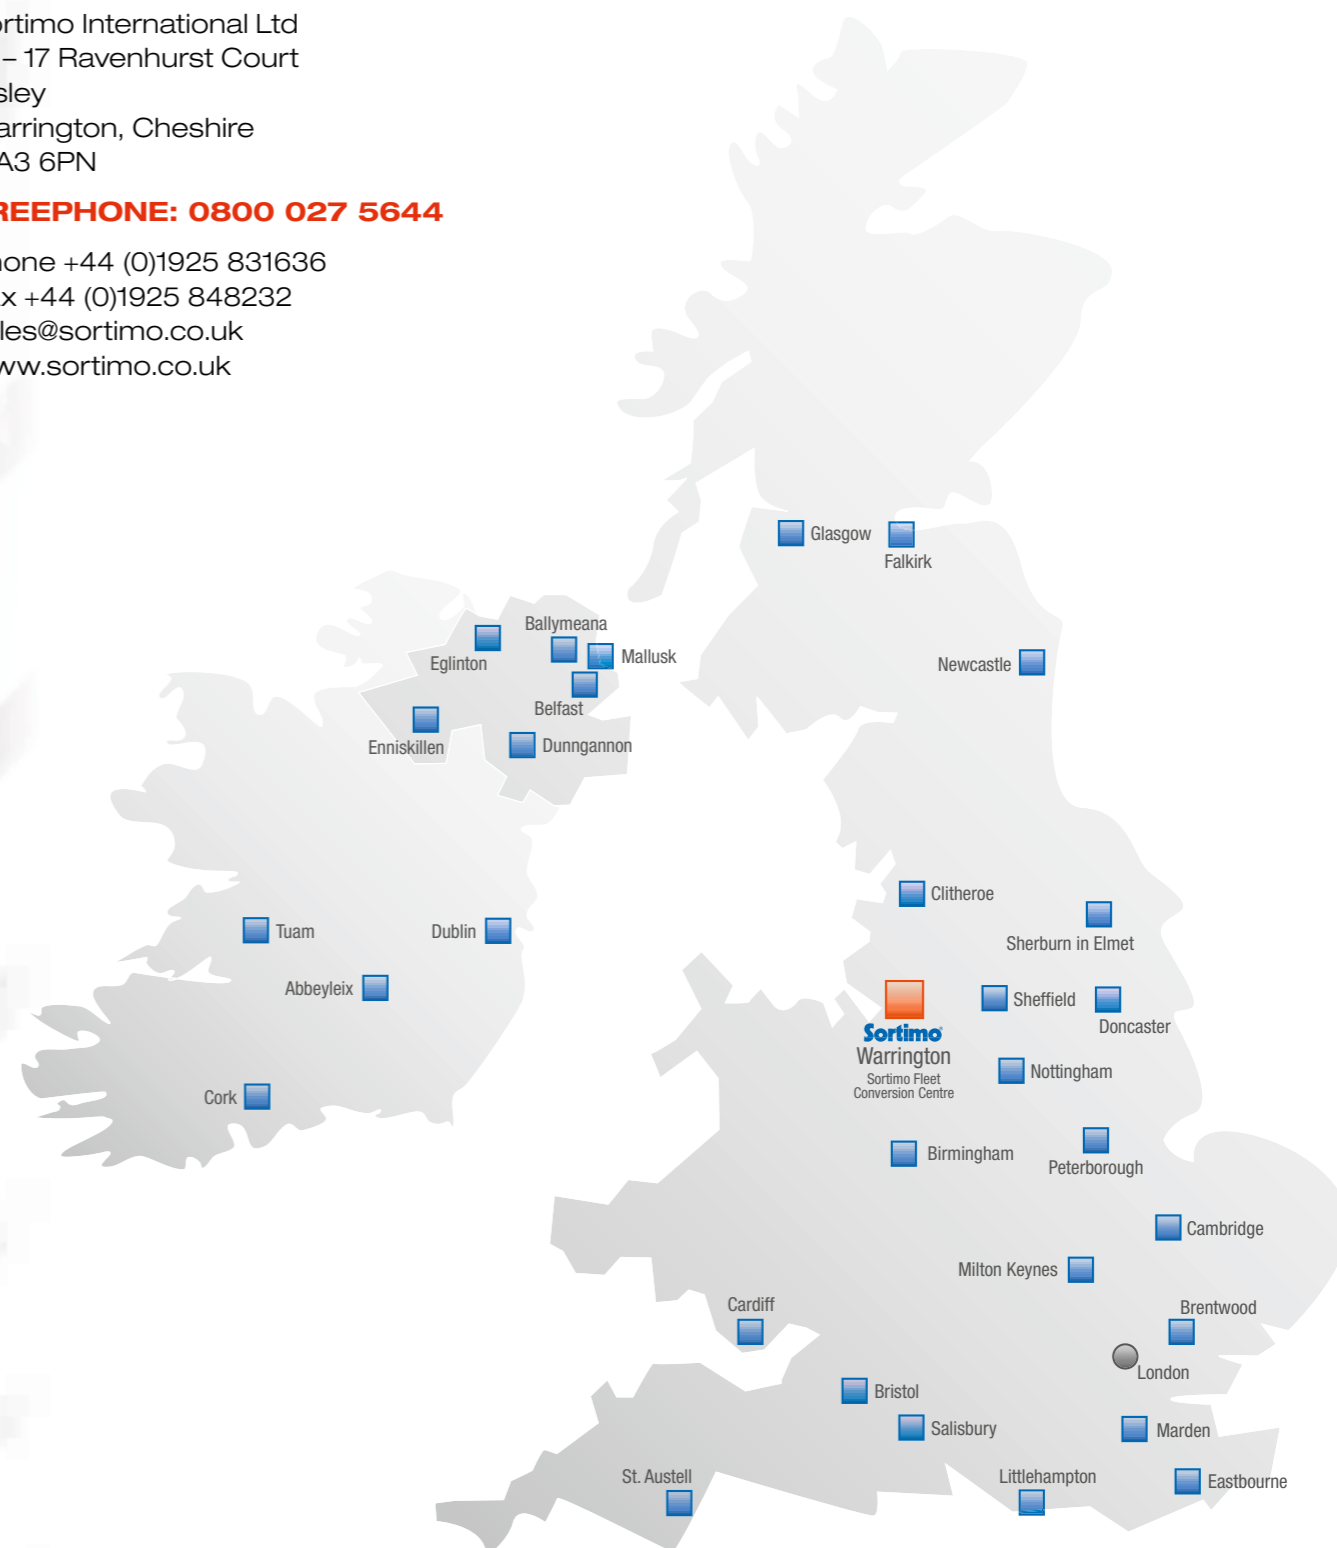 ortimo International Ltd
– 17 Ravenhurst Court
sley
arrington, Cheshire
A3 6PN
REEPHONE: 0800 027 5644
one +44 (0)1925 831636
x +44 (0)1925 848232
les@sortimo.co.uk
ww.sortimo.co.uk
Glasgow
Falkirk
Ballymeana
Eglinton
Mallusk
Newcastle
Belfast
Enniskillen
Dunngannon
Clitheroe
Tuam
Dublin
Sherburn in Elmet
Abbeyleix
Sheffield
Doncaster
Sortimo
Warrington
Sortimo Fleet
Conversion Centre
Nottingham
Cork
Birmingham
Peterborough
Cambridge
Milton Keynes
Cardiff
Brentwood
London
Bristol
Salisbury
Marden
St. Austell
Littlehampton
Eastbourne